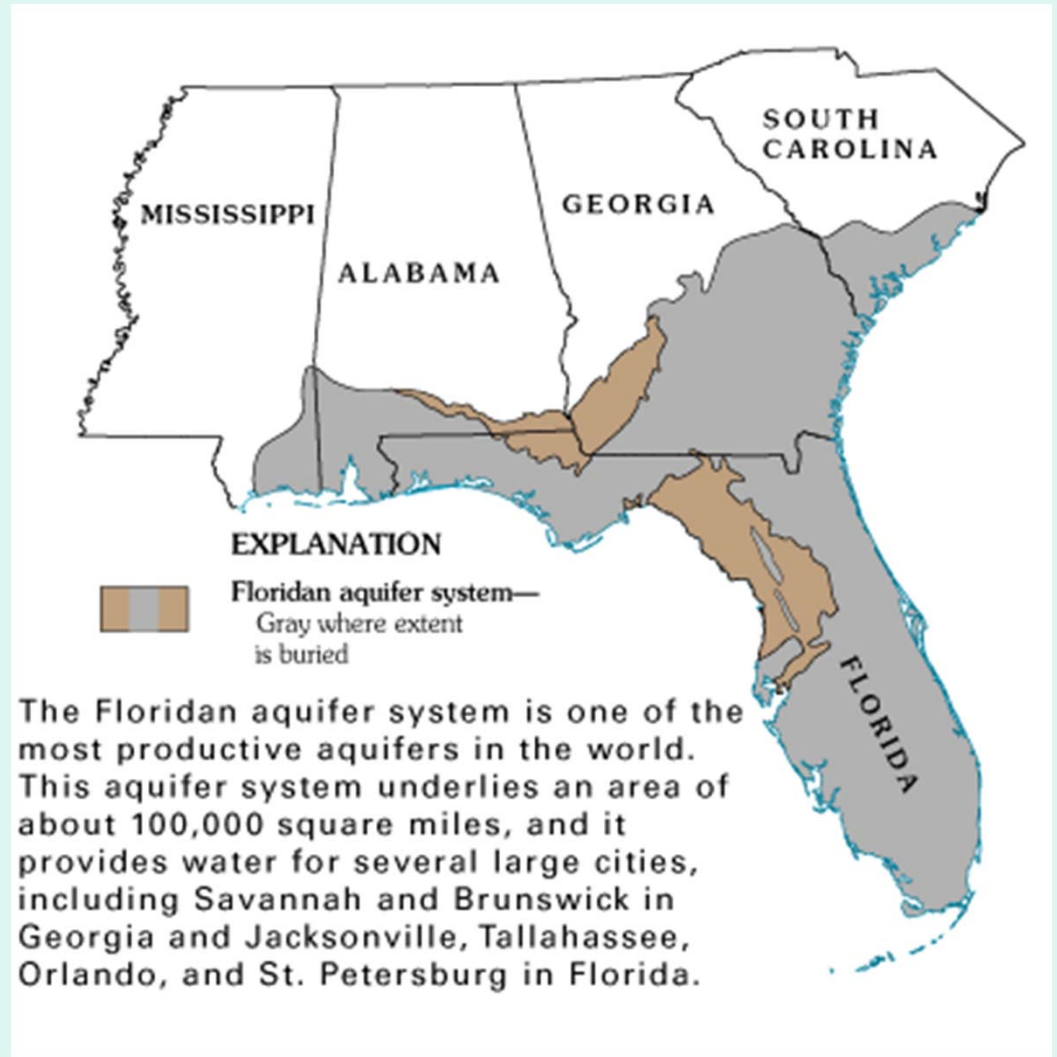 SOUTH
CAROLINA
GEORGIA
MISSISSIPPI
ALABAMA
EXPLANATION
Floridan aquifer system—
Gray where extent
is buried
FLORIDA
The Floridan aquifer system is one of the
most productive aquifers in the world.
This aquifer system underlies an area of
about 100,000 square miles, and it
provides water for several large cities,
including Savannah and Brunswick in
Georgia and Jacksonville, Tallahassee,
Orlando, and St. Petersburg in Florida.